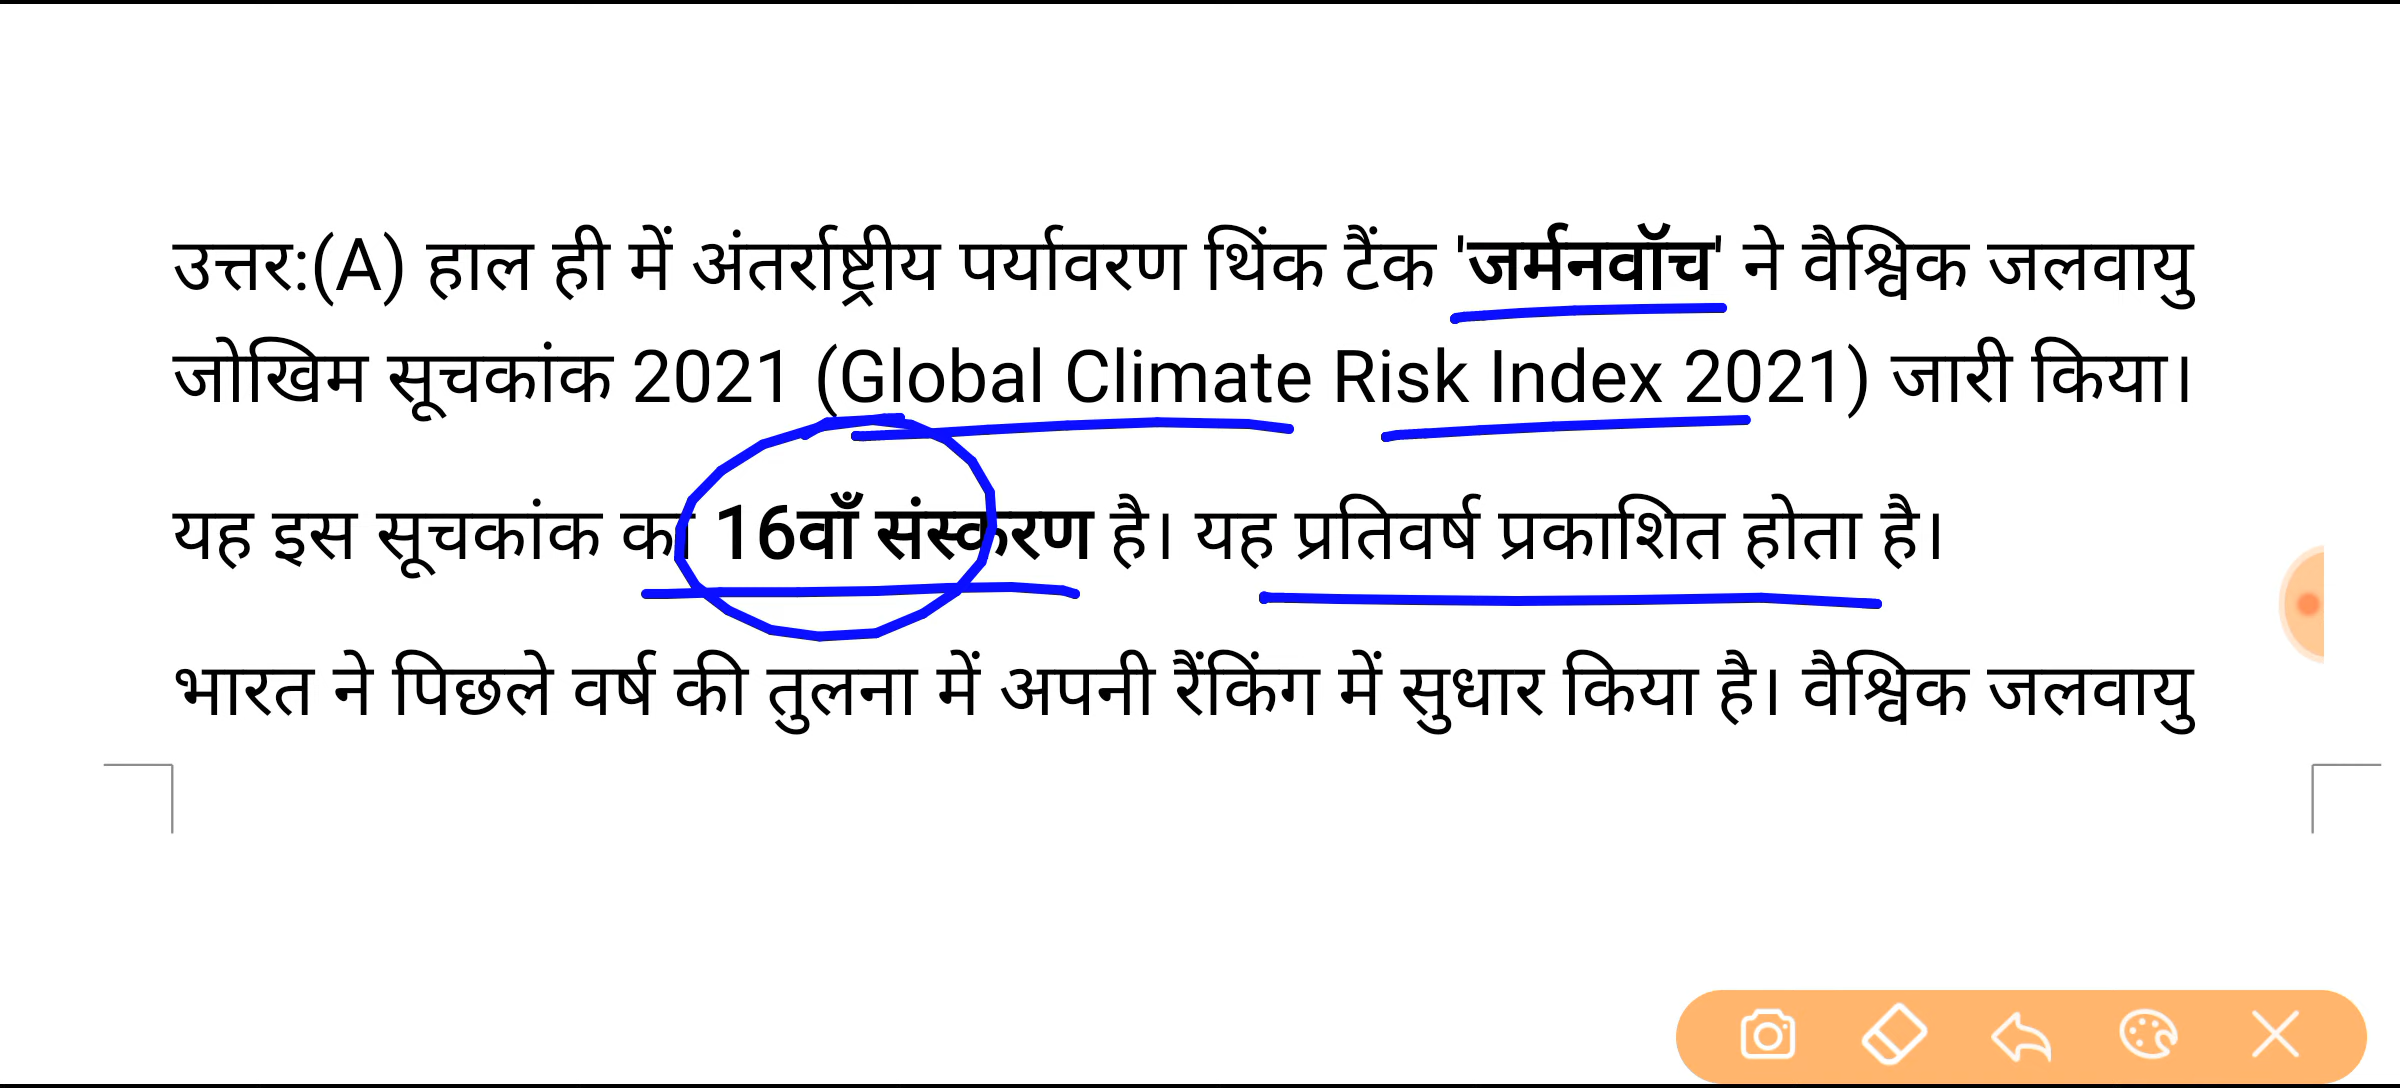 उत्तर:(A) हाल ही में अंतर्राष्ट्रीय पर्यावरण थिंक टैंक 'जर्मनवॉच' ने वैश्विक जलवायु
जोखिम सूचकांक 2021 (Global Climate Risk Index 2021) जारी किया।
यह इस सूचकांक का 16वाँ संस्करण है। यह प्रतिवर्ष प्रकाशित होता है।
भारत ने पिछले वर्ष की तुलना में अपनी रैंकिंग में सुधार किया है। वैश्विक जलवायु